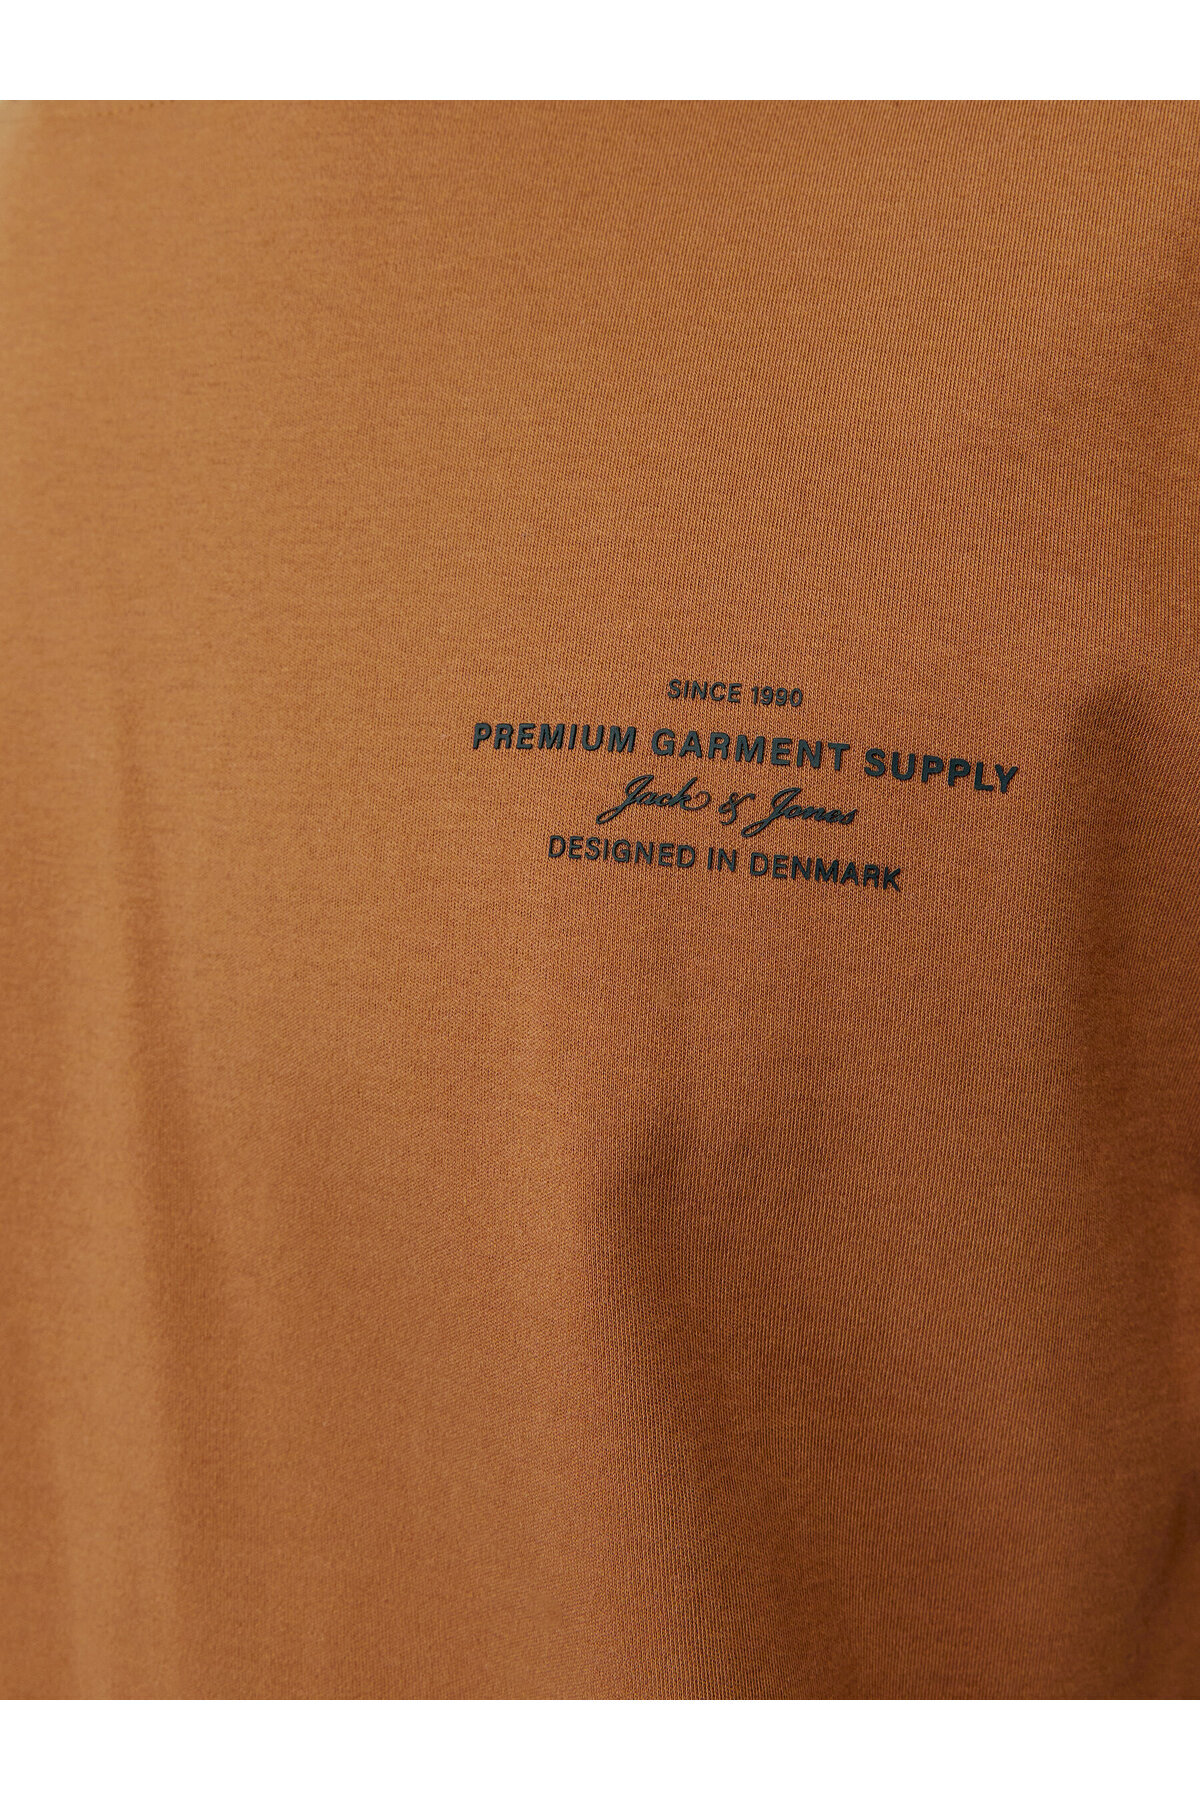 SINCE 1990
PREMIUM GARMENT SUPPLY
Jack & Jones
DESIGNED IN DENMARK